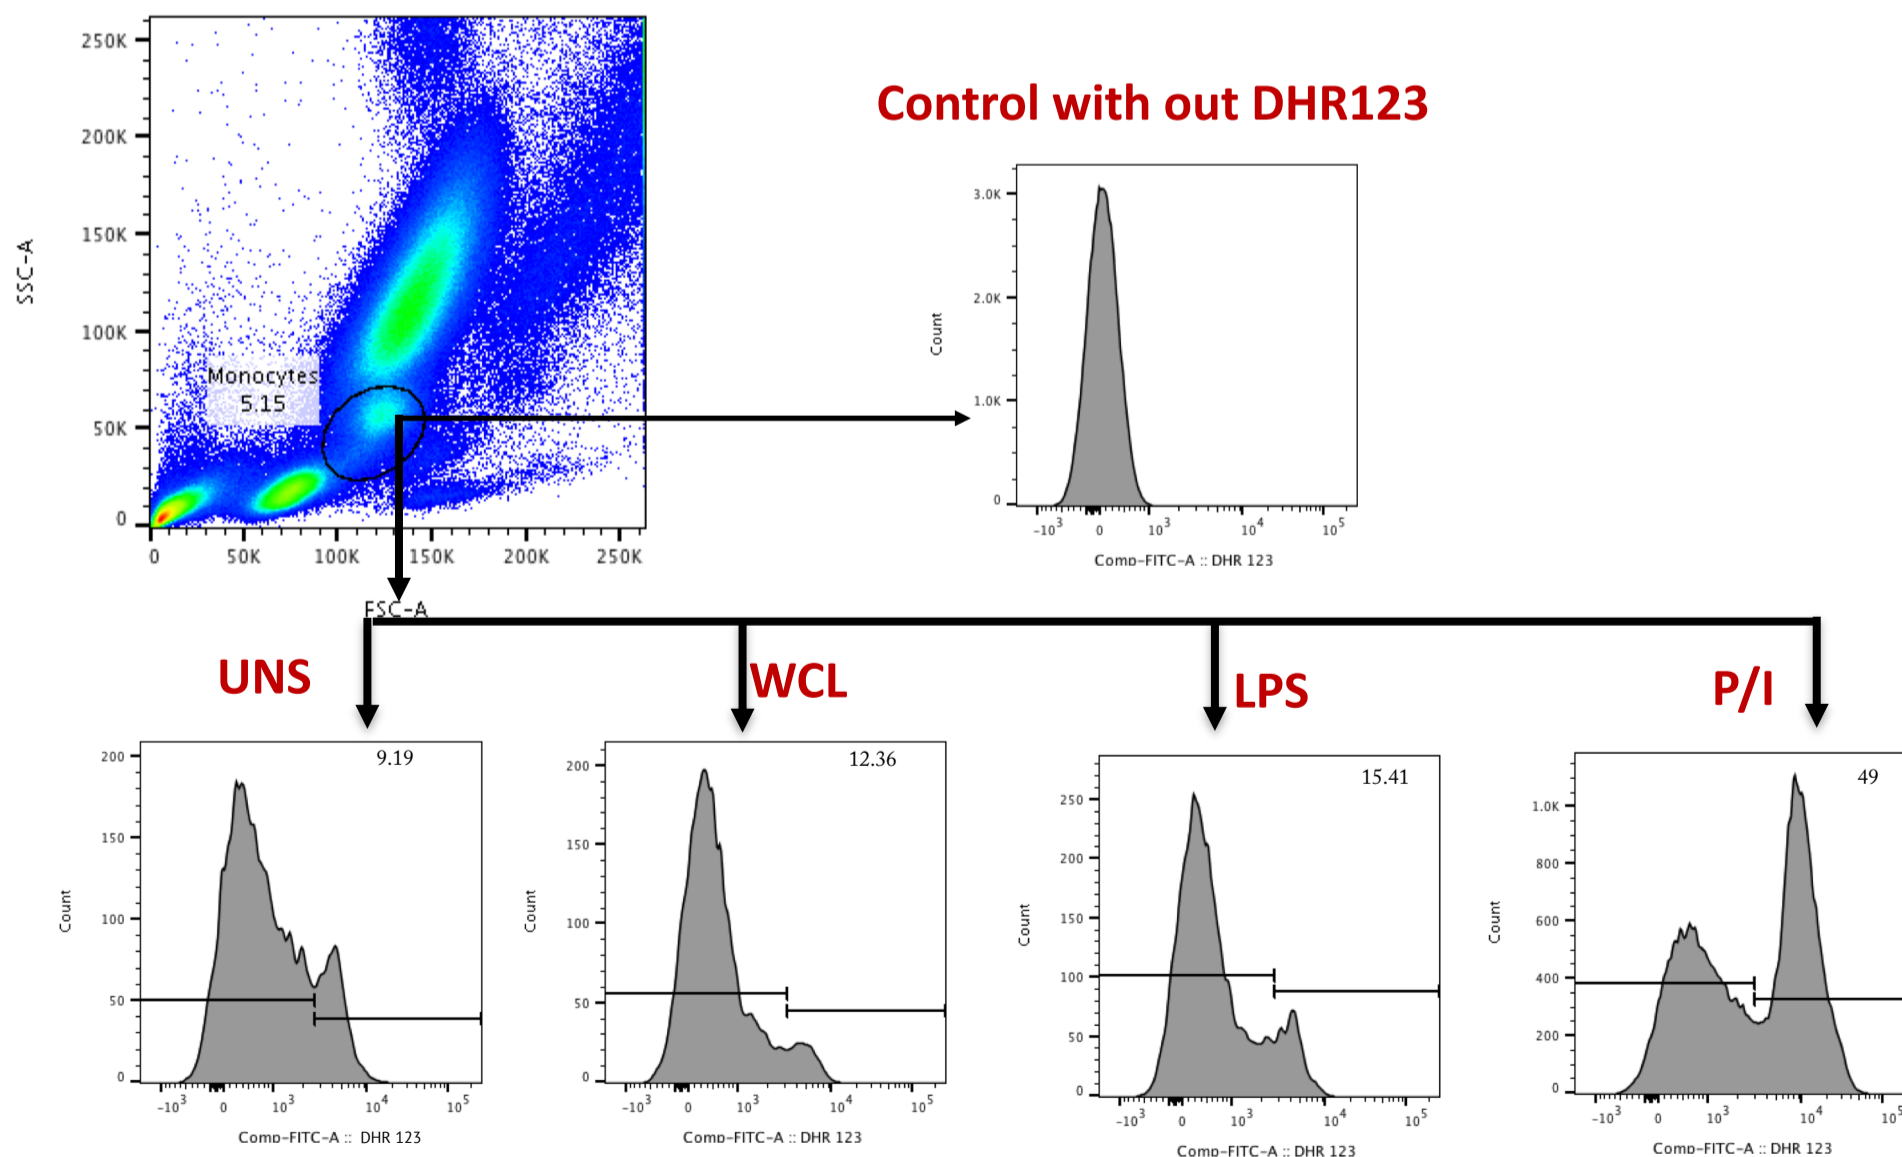 250K
200K
150K
100K
50K
0
SSC-A
Monocytes
5.15
0 50K 100K 150K 200K 250K
FSC-A
Control with out DHR123
3.0K
2.0K
1.0K
0
Count
-10³ 0 10³ 10⁴ 10⁵
Comp-FITC-A :: DHR 123
UNS
WCL
LPS
P/I
9.19
200
150
100
50
0
Count
-10³ 0 10³ 10⁴ 10⁵
Comp-FITC-A :: DHR 123
12.36
200
150
100
50
0
Count
-10³ 0 10³ 10⁴ 10⁵
Comp-FITC-A :: DHR 123
15.41
250
200
150
100
50
0
Count
-10³ 0 10³ 10⁴ 10⁵
Comp-FITC-A :: DHR 123
49
1.0K
800
600
400
200
0
Count
-10³ 0 10³ 10⁴ 10⁵
Comp-FITC-A :: DHR 123